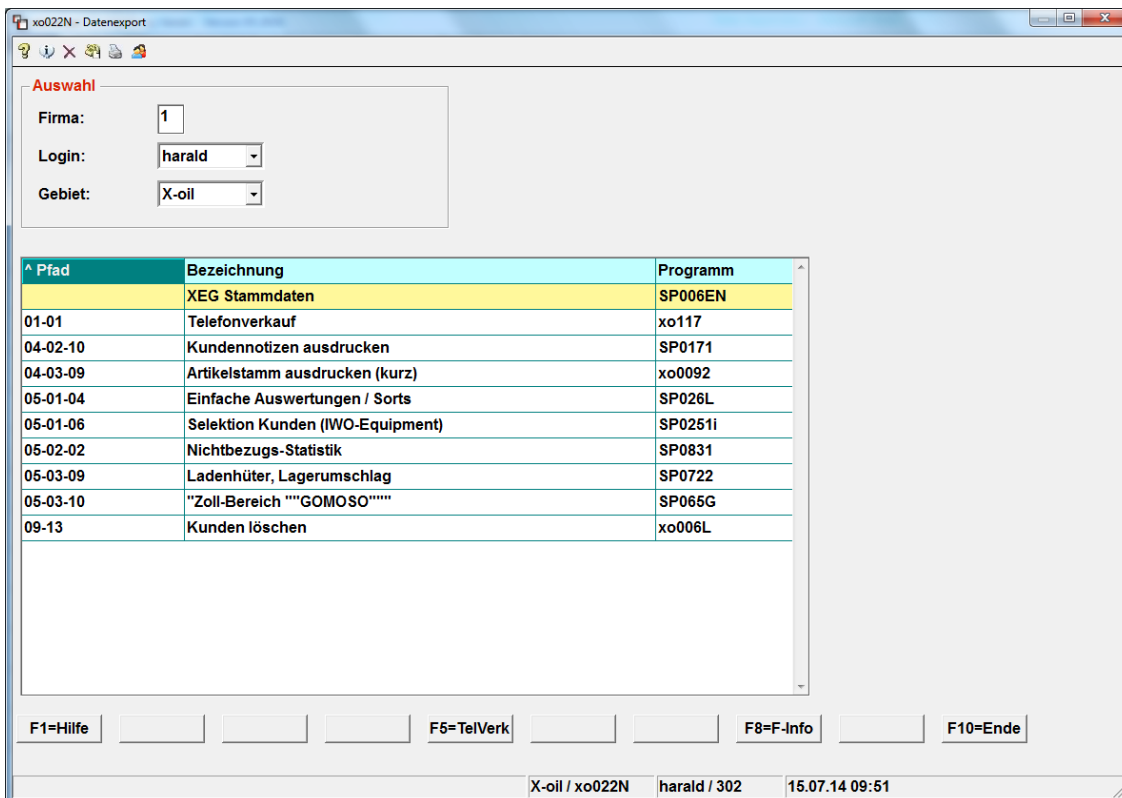 xo022N - Datenexport
Auswahl
Firma: 1
Login: harald
Gebiet: X-oil
^ Pfad Bezeichnung Programm
XEG Stammdaten SP006EN
01-01 Telefonverkauf xo117
04-02-10 Kundennotizen ausdrucken SP0171
04-03-09 Artikelstamm ausdrucken (kurz) xo0092
05-01-04 Einfache Auswertungen / Sorts SP026L
05-01-06 Selektion Kunden (IWO-Equipment) SP0251i
05-02-02 Nichtbezugs-Statistik SP0831
05-03-09 Ladenhüter, Lagerumschlag SP0722
05-03-10 "Zoll-Bereich ""GOMOSO""" SP065G
09-13 Kunden löschen xo006L
F1=Hilfe F5=TelVerk F8=F-Info F10=Ende
X-oil / xo022N harald / 302 15.07.14 09:51